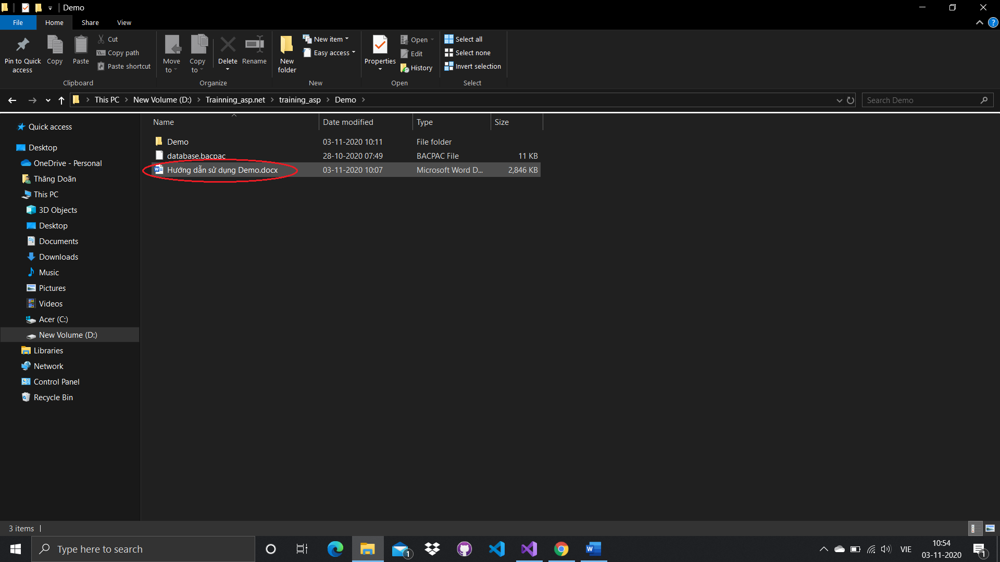 Demo
File Home Share View
Pin to Quick access
Copy
Paste
Cut
Copy path
Paste shortcut
Clipboard
Move to
Copy to
Delete
Rename
Organize
New folder
New item
Easy access
New
Properties
Open
Edit
History
Open
Select all
Select none
Invert selection
Select
This PC > New Volume (D:) > Trainning_asp.net > training_asp > Demo >
Search Demo
Name Date modified Type Size
Demo 03-11-2020 10:11 File folder
database.bacpac 28-10-2020 07:49 BACPAC File 11 KB
Hướng dẫn sử dụng Demo.docx 03-11-2020 10:07 Microsoft Word D... 2,846 KB
Quick access
Desktop
OneDrive - Personal
Thăng Doãn
This PC
3D Objects
Desktop
Documents
Downloads
Music
Pictures
Videos
Acer (C:)
New Volume (D:)
Libraries
Network
Control Panel
Recycle Bin
3 items
Type here to search
1
VIE
10:54
03-11-2020
1